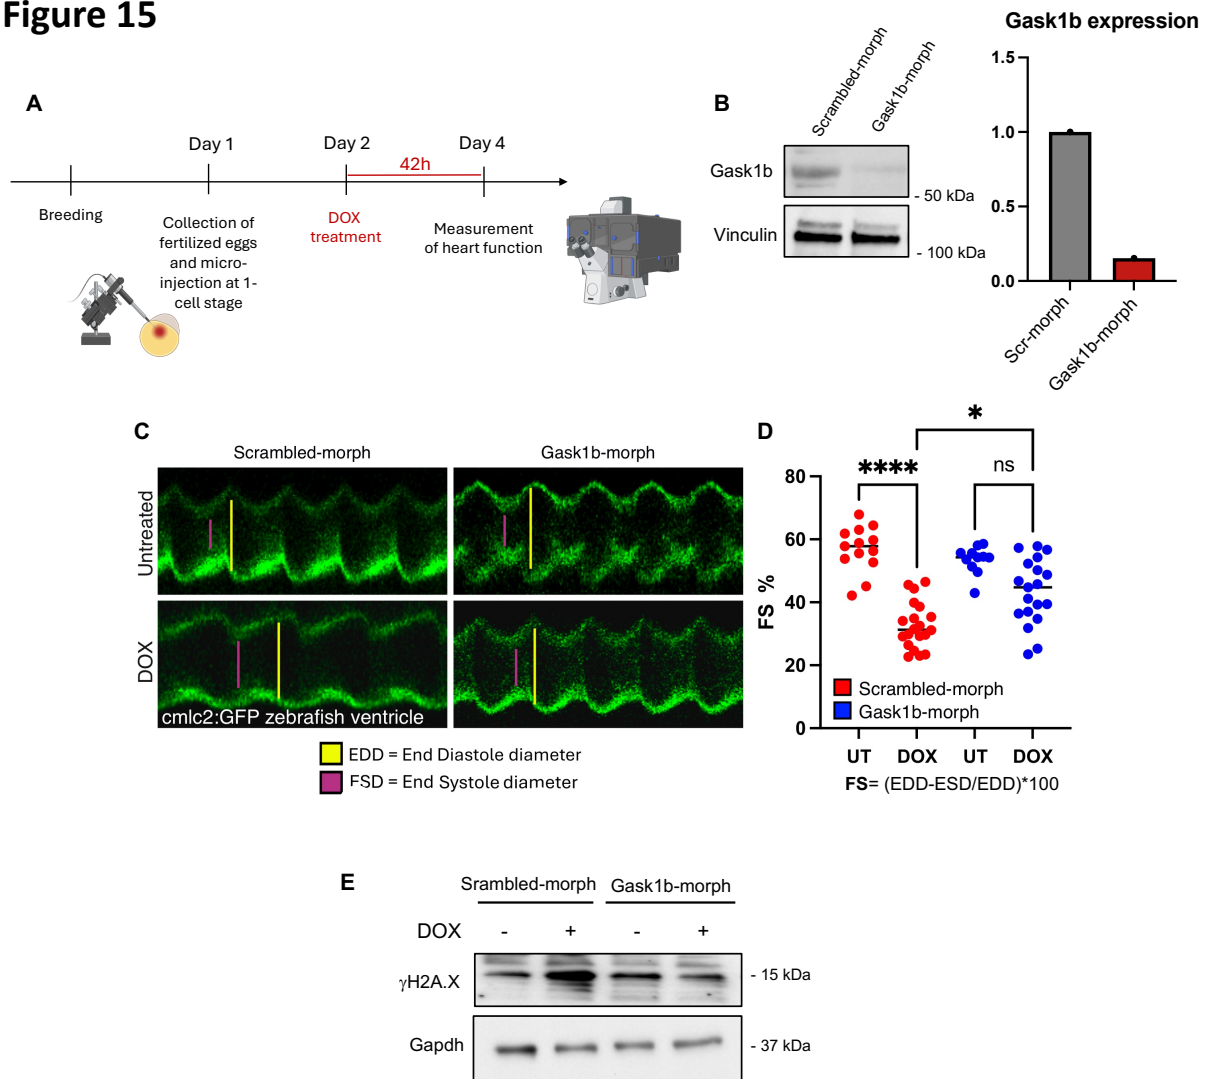 Figure 15
A
Breeding
Day 1
Collection of
fertilized eggs
and micro-
injection at 1-
cell stage
Day 2
DOX
treatment
42h
Day 4
Measurement
of heart function
B
Scrambled-morph
Gask1b-morph
Gask1b
- 50 kDa
Vinculin
- 100 kDa
Gask1b expression
1.5
1.0
0.5
0.0
Scr-morph
Gask1b-morph
C
Scrambled-morph
Gask1b-morph
Untreated
DOX
cmlc2:GFP zebrafish ventricle
EDD = End Diastole diameter
FSD = End Systole diameter
D
*
****
ns
FS %
80
60
40
20
0
Scrambled-morph
Gask1b-morph
UT DOX UT DOX
FS= (EDD-ESD/EDD)*100
E
Srambled-morph Gask1b-morph
DOX - + - +
γH2A.X
- 15 kDa
Gapdh
- 37 kDa